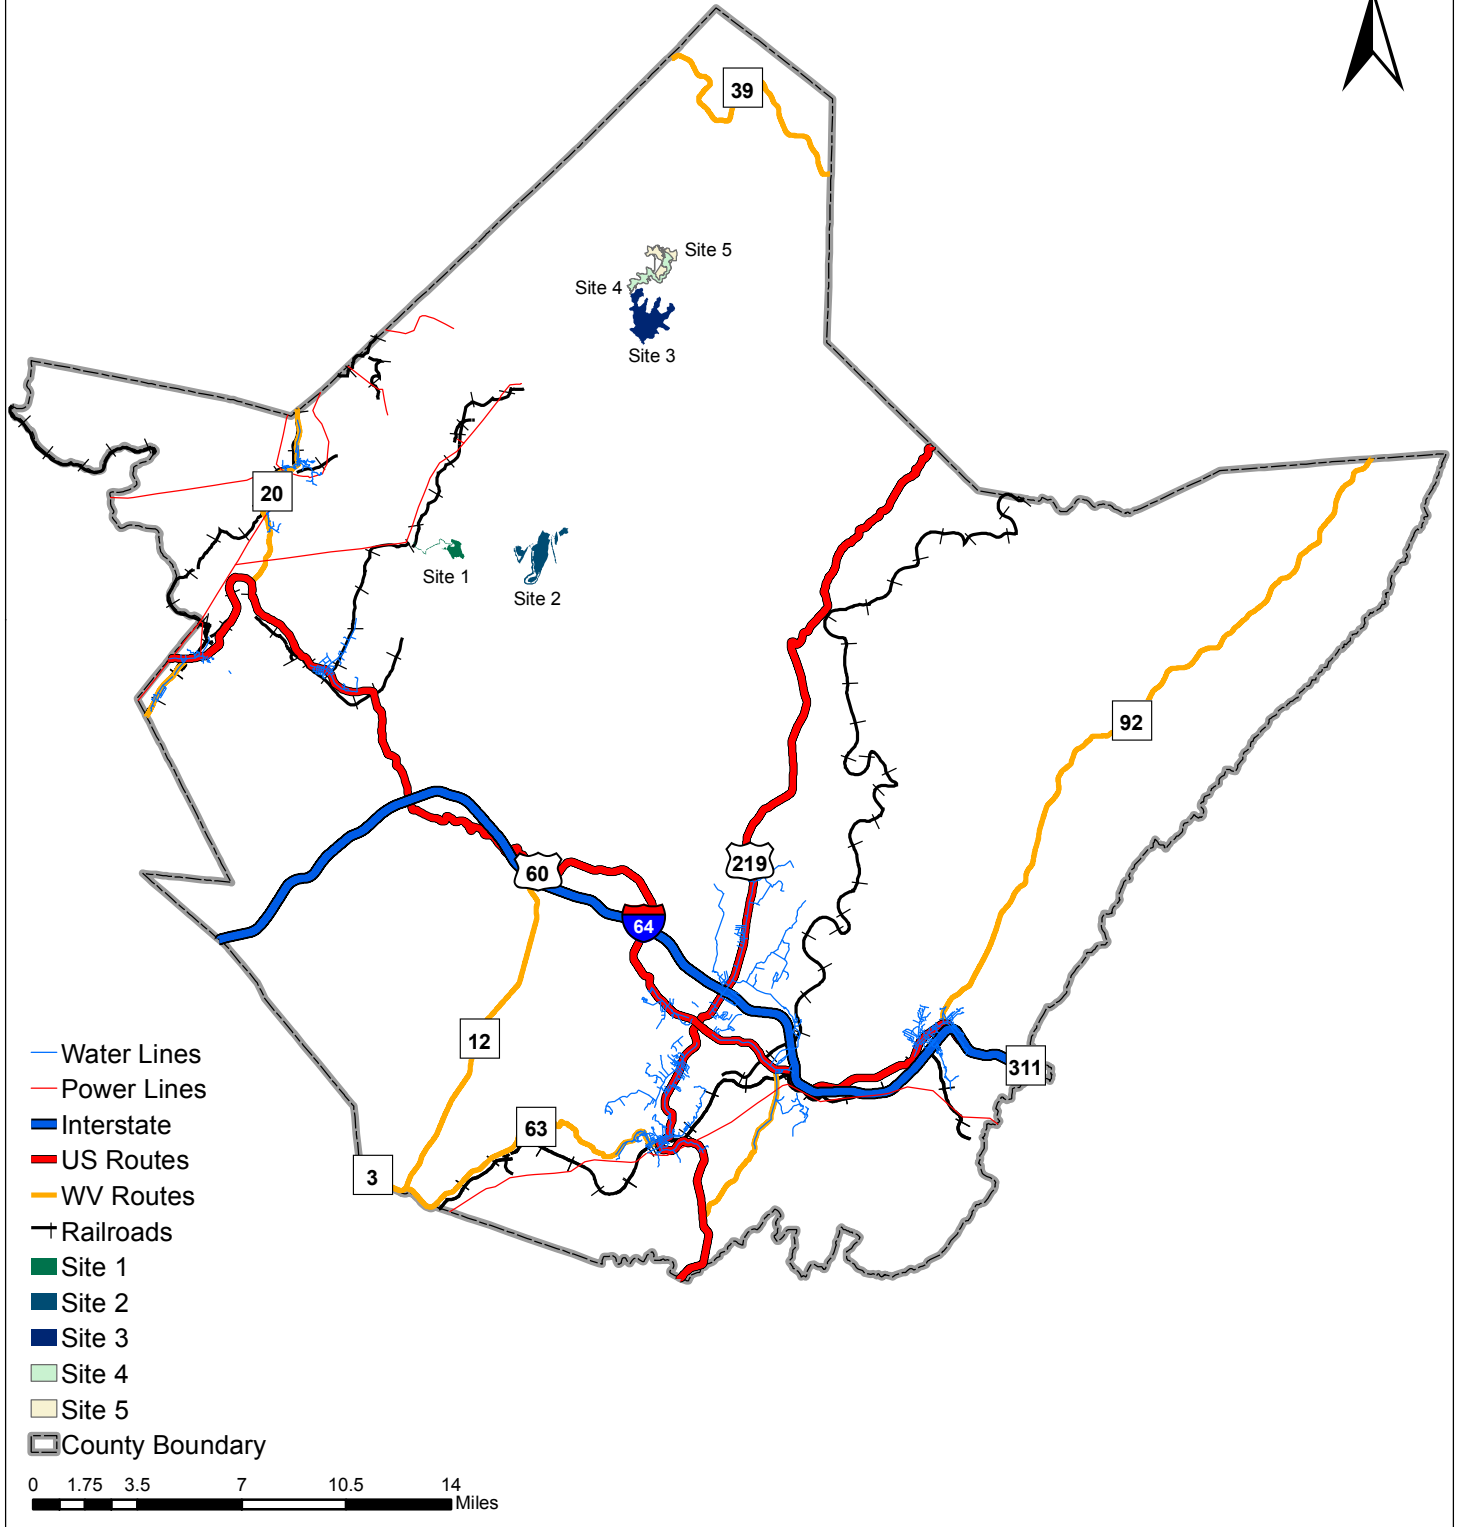 39
Site 5
Site 4
Site 3
20
Site 1
Site 2
92
219
60
64
12
311
63
3
Water Lines
Power Lines
Interstate
US Routes
WV Routes
Railroads
Site 1
Site 2
Site 3
Site 4
Site 5
County Boundary
0 1.75 3.5 7 10.5 14
Miles